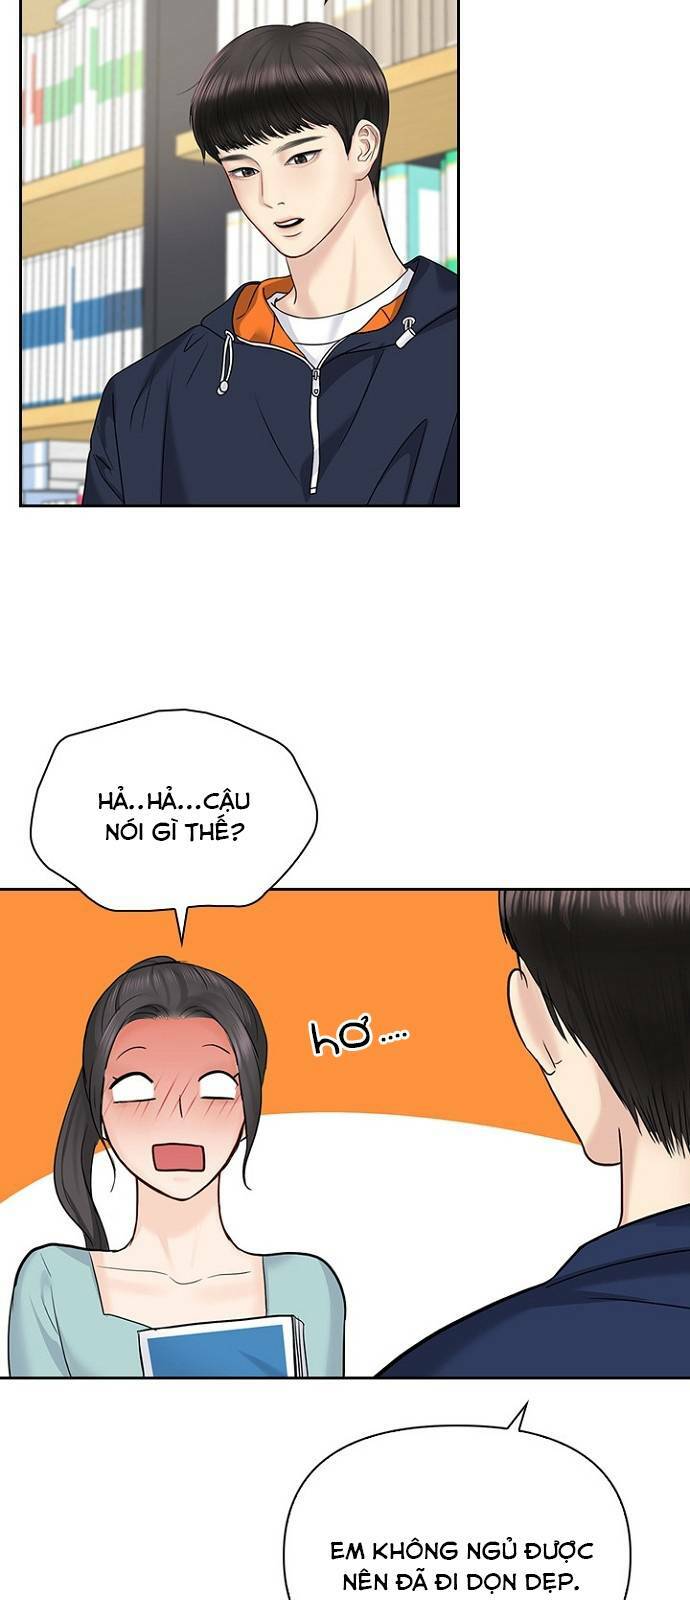 HẢ..HẢ...CẬU
NÓI GÌ THẾ?
HƠ....
EM KHÔNG NGỦ ĐƯỢC
NÊN ĐÃ ĐI DỌN DẸP.